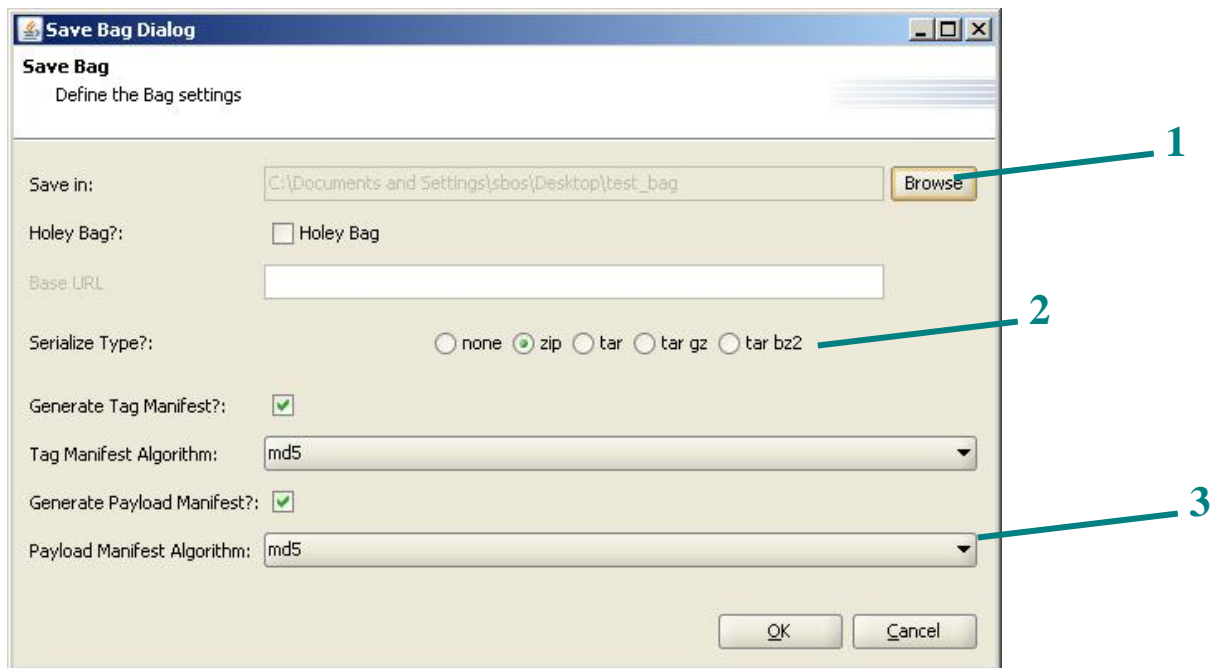 Save Bag Dialog
Save Bag
Define the Bag settings
1
Save in: C:\Documents and Settings\sbos\Desktop\test_bag Browse
Holey Bag?: Holey Bag
Base URL
2
Serialize Type?: none zip tar tar gz tar bz2
Generate Tag Manifest?:
Tag Manifest Algorithm: md5
Generate Payload Manifest?:
3
Payload Manifest Algorithm: md5
OK Cancel